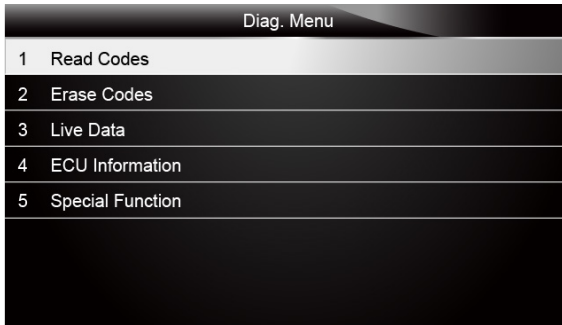 Diag. Menu
1 Read Codes
2 Erase Codes
3 Live Data
4 ECU Information
5 Special Function